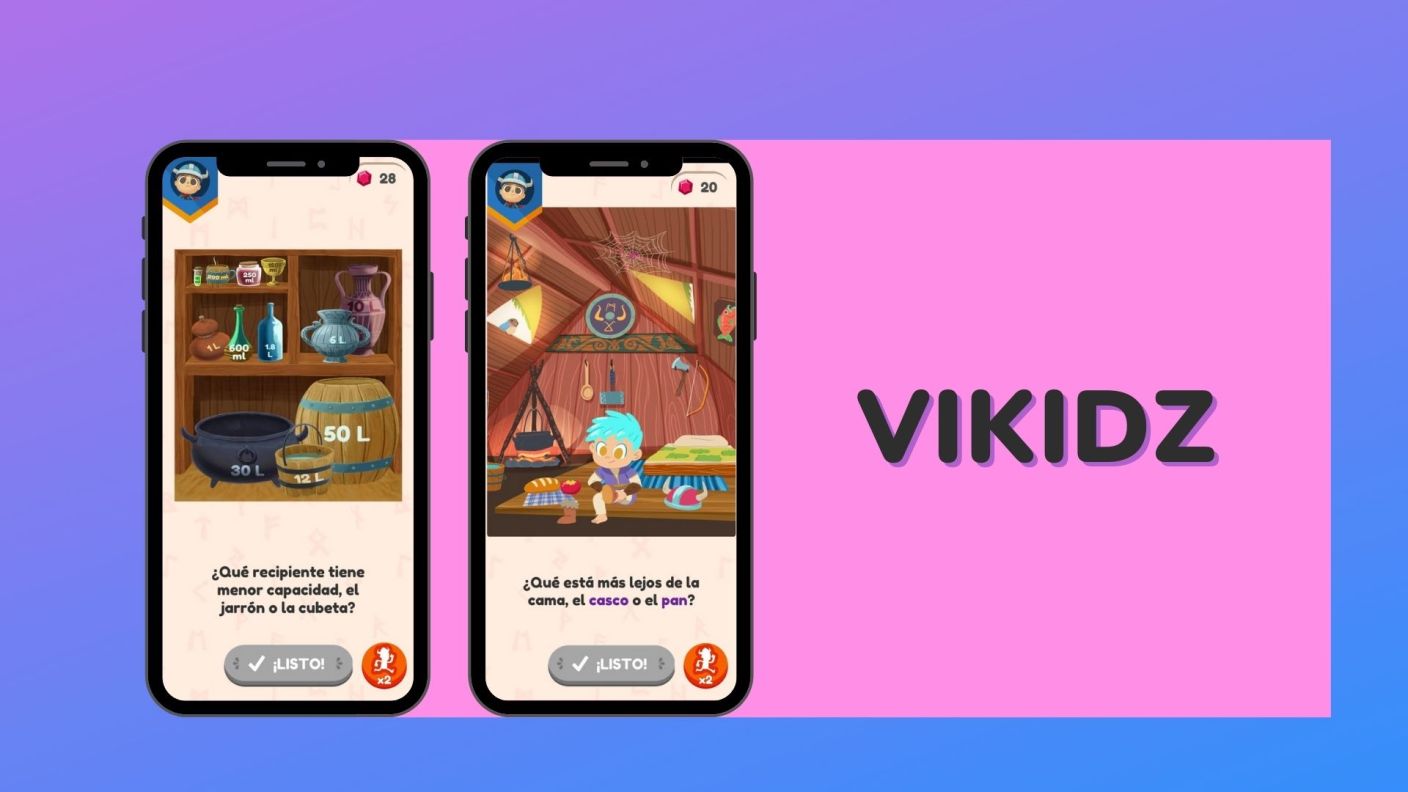 28
250
ml
10 L
6 L
1 L
600
ml
1.8
L
50 L
30 L
12 L
¿Qué recipiente tiene
menor capacidad, el
jarrón o la cubeta?
¡LISTO!
x2
20
¿Qué está más lejos de la
cama, el casco o el pan?
¡LISTO!
x2
VIKIDZ